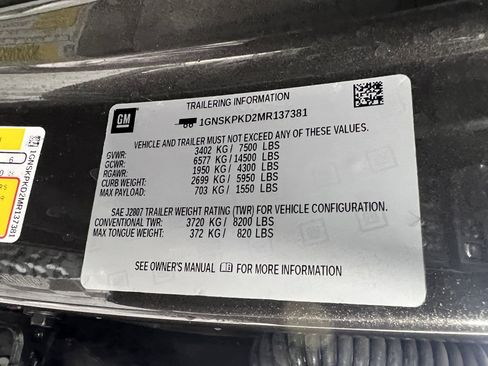 TRAILERING INFORMATION
GM
1GNSKPKD2MR137381
VEHICLE AND TRAILER MUST NOT EXCEED ANY OF THESE VALUES.
GVWR: 3402 KG / 7500 LBS
GCWR: 6577 KG / 14500 LBS
RGAWR: 1950 KG / 4300 LBS
CURB WEIGHT: 2699 KG / 5950 LBS
MAX PAYLOAD: 703 KG / 1550 LBS
SAE J2807 TRAILER WEIGHT RATING (TWR) FOR VEHICLE CONFIGURATION.
CONVENTIONAL TWR: 3720 KG / 8200 LBS
MAX TONGUE WEIGHT: 372 KG / 820 LBS
SEE OWNER'S MANUAL FOR MORE INFORMATION
1GNSKPKD2MR137381